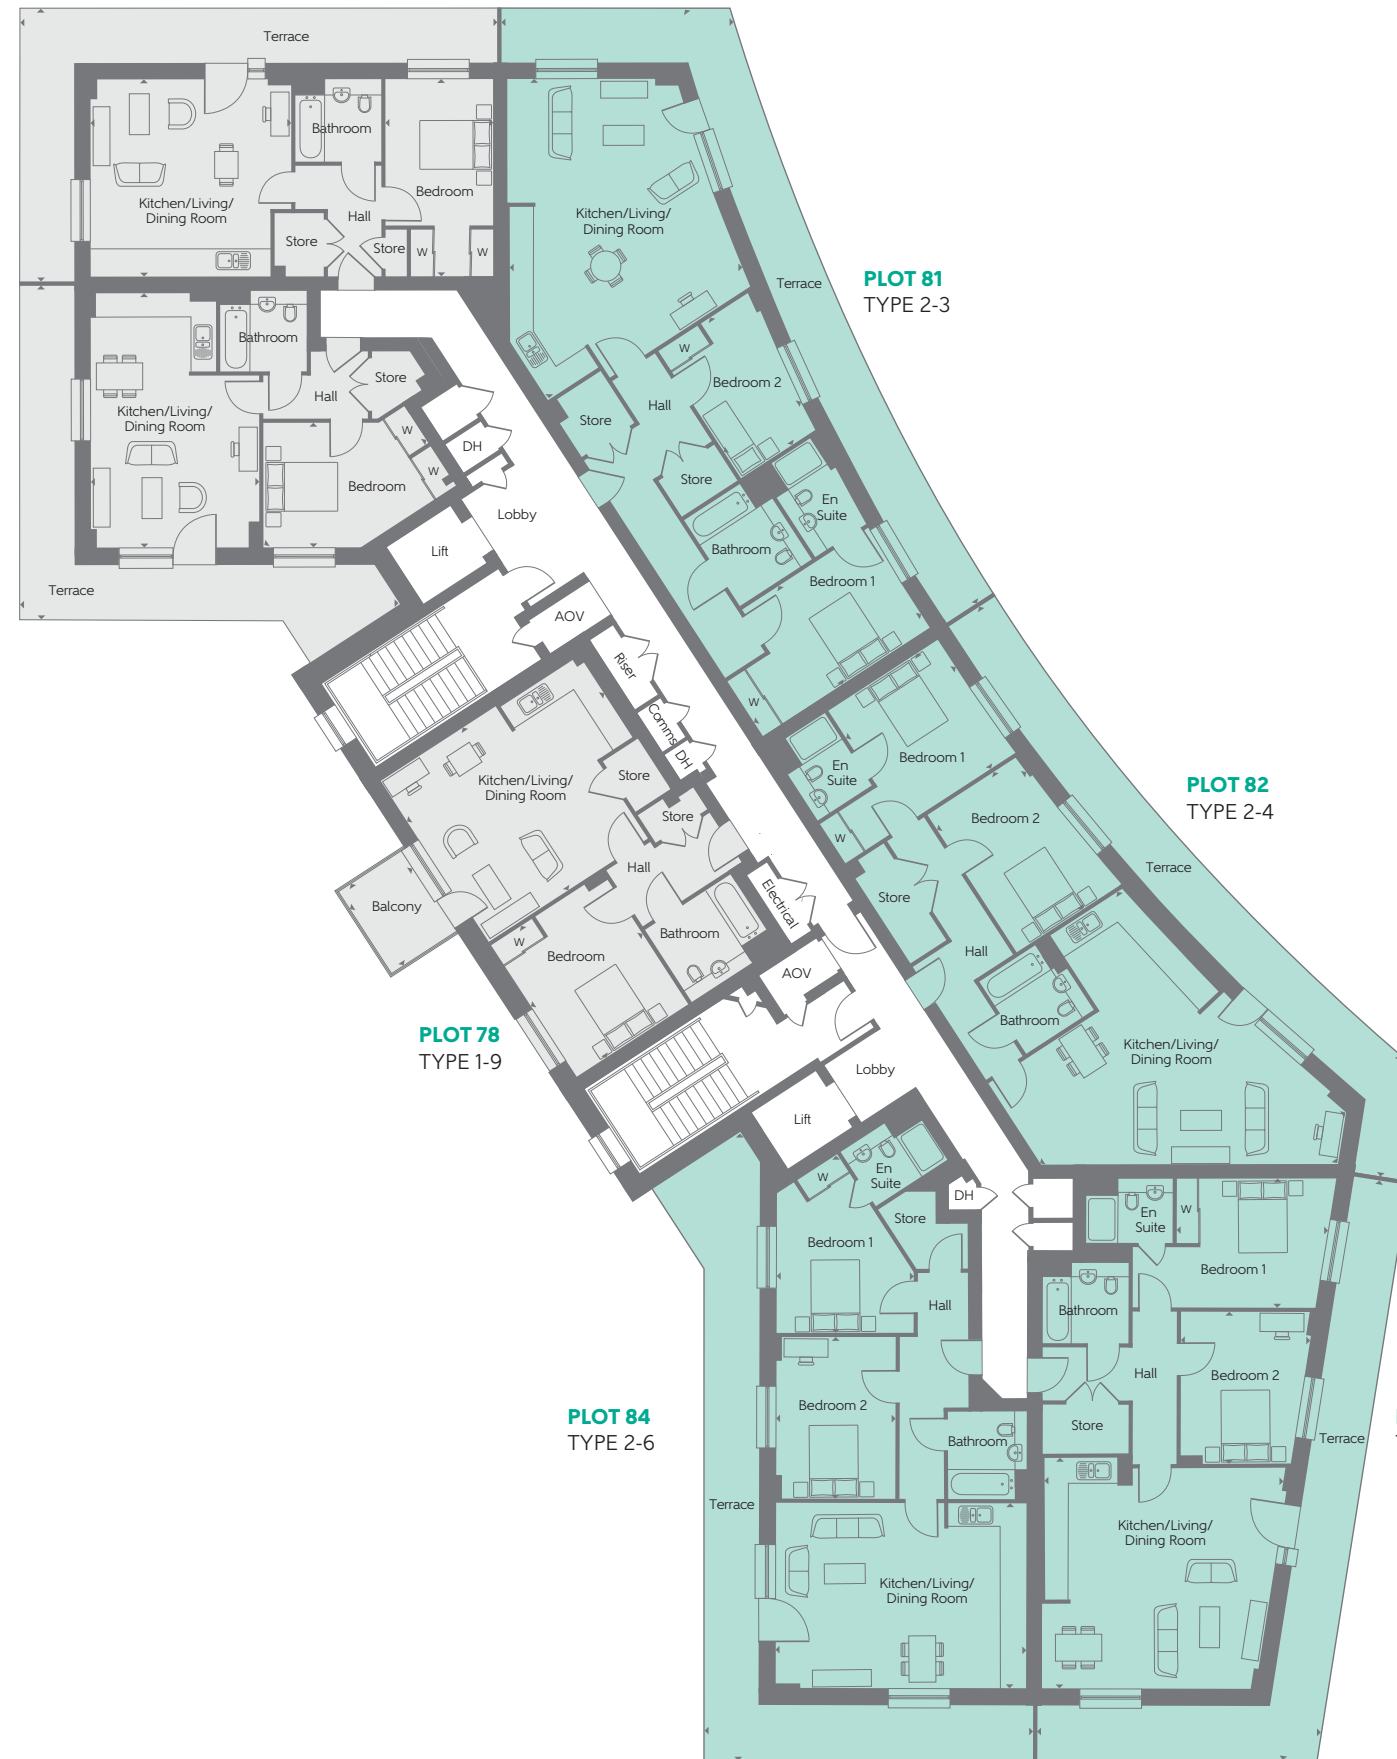 Terrace
Bathroom
Bedroom
Kitchen/Living/
Dining Room
Hall
Store
Store
W
W
Bathroom
Store
Hall
Kitchen/Living/
Dining Room
W
W
Bedroom
DH
Lobby
Lift
Terrace
AOV
Riser
Comms
DH
Kitchen/Living/
Dining Room
Terrace
PLOT 81
TYPE 2-3
W
Bedroom 2
Hall
Store
Store
En
Suite
Bathroom
Bedroom 1
W
Bedroom 1
En
Suite
W
Bedroom 2
PLOT 82
TYPE 2-4
Terrace
Store
Hall
Bathroom
Kitchen/Living/
Dining Room
Kitchen/Living/
Dining Room
Store
Store
Hall
Balcony
Electrical
Bathroom
W
Bedroom
AOV
PLOT 78
TYPE 1-9
Lobby
Lift
En
Suite
W
DH
Store
Bedroom 1
Hall
Bedroom 2
Bathroom
PLOT 84
TYPE 2-6
Terrace
Kitchen/Living/
Dining Room
En
Suite
W
Bedroom 1
Bathroom
Hall
Bedroom 2
Store
Terrace
Kitchen/Living/
Dining Room